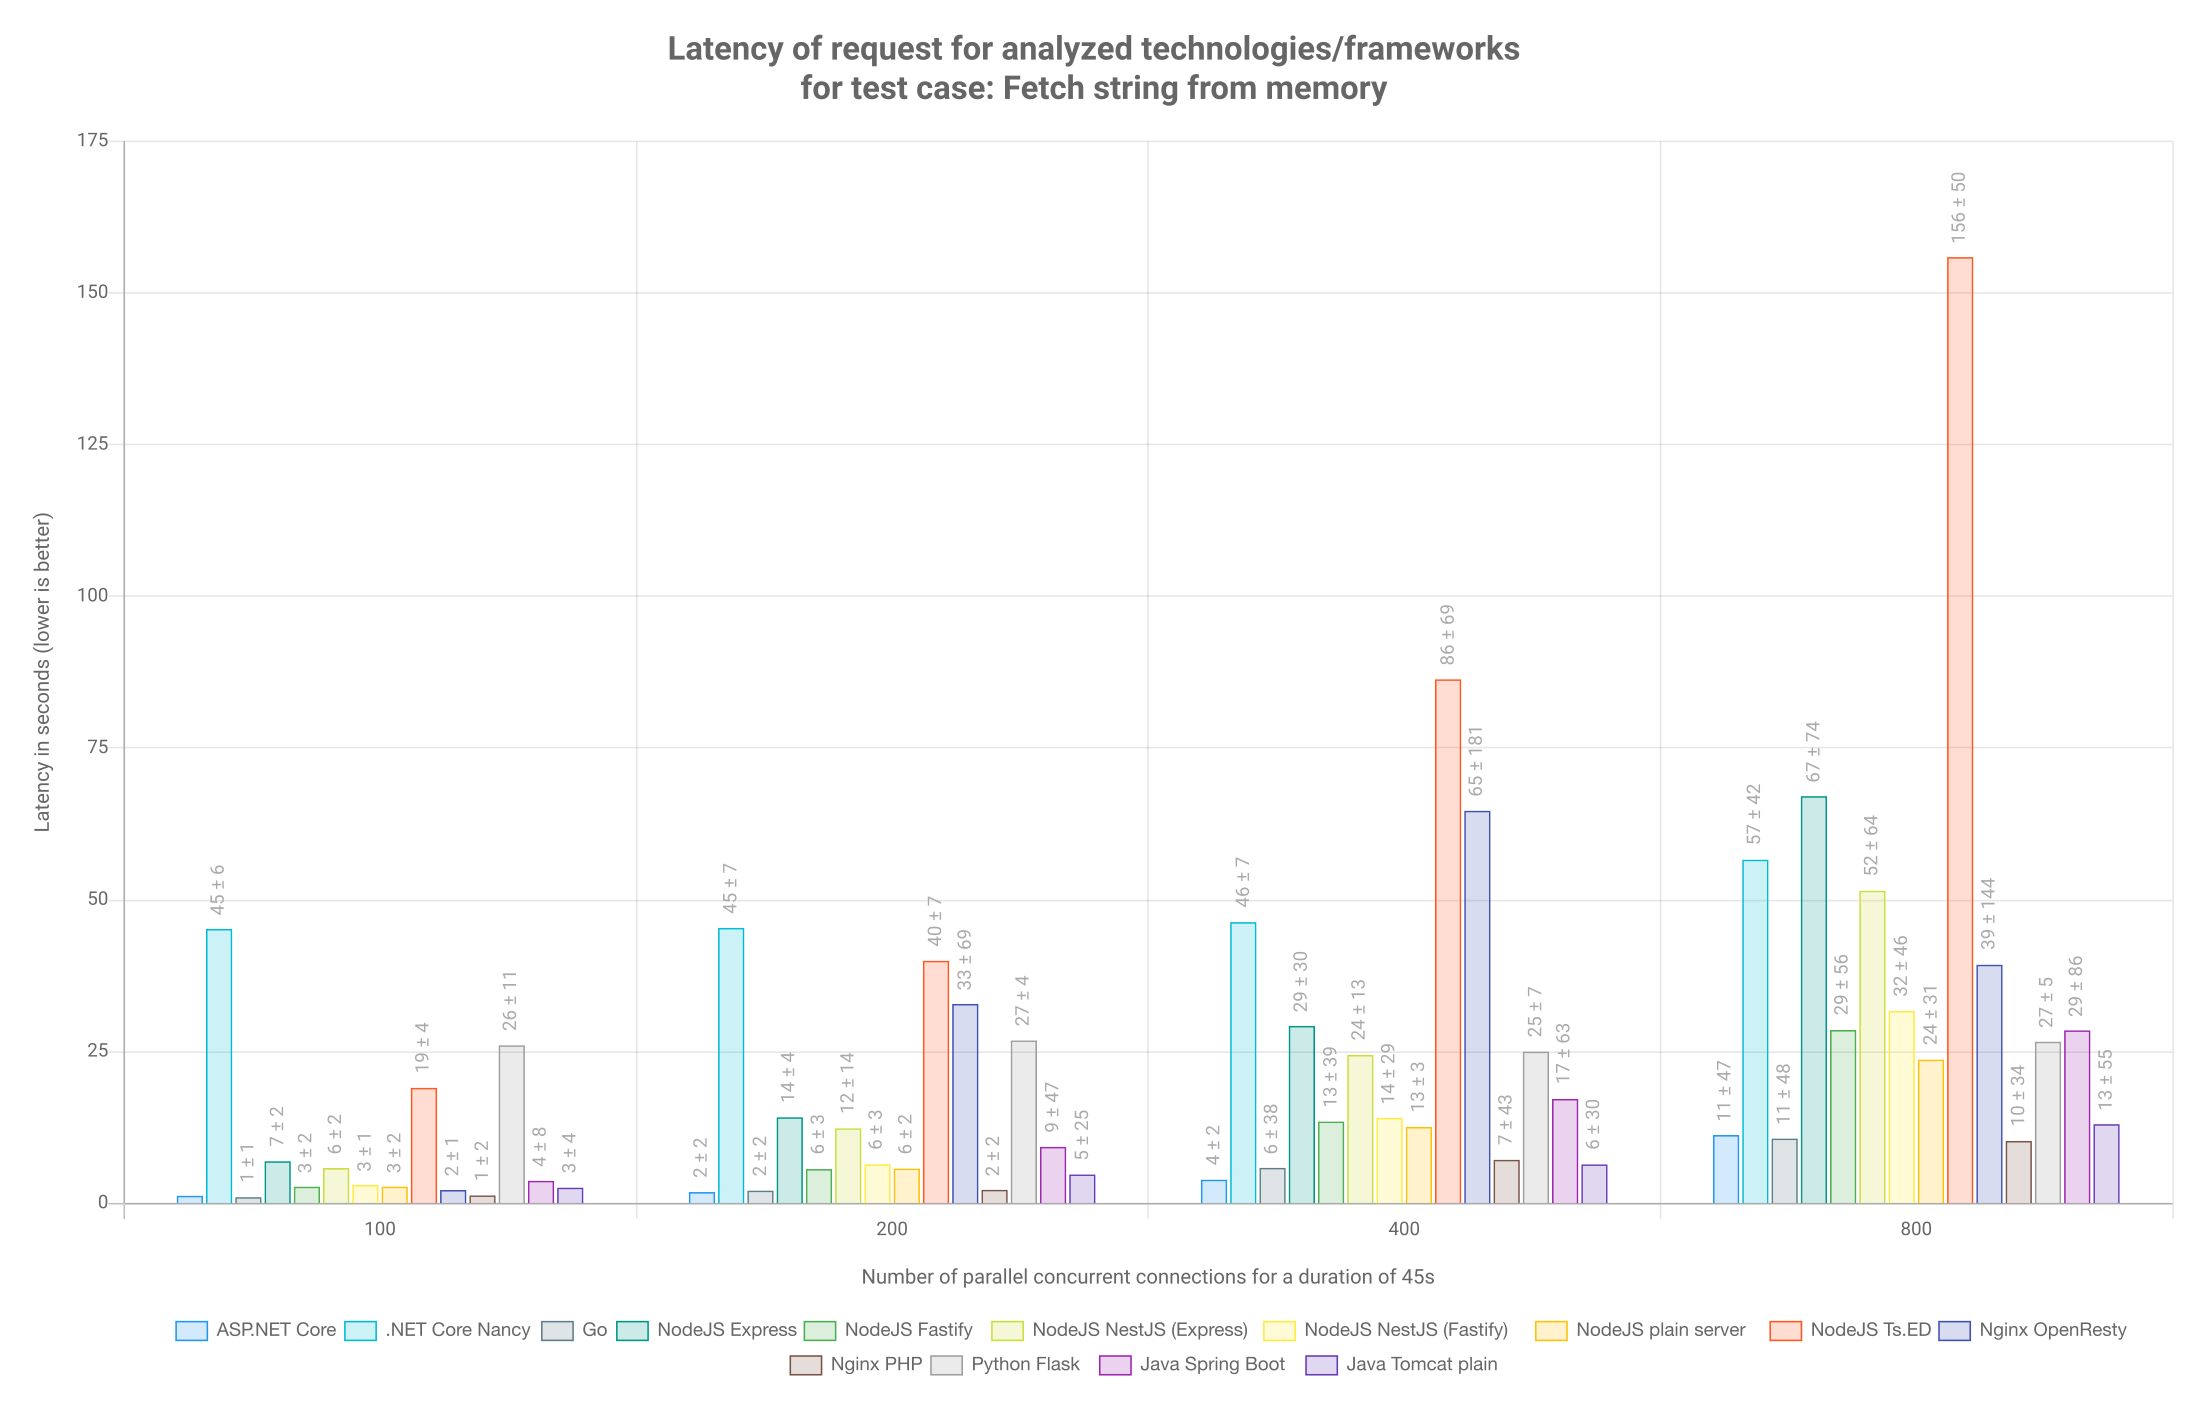 Latency of request for analyzed technologies/frameworks
for test case: Fetch string from memory
Latency in seconds (lower is better)
175
150
125
100
75
50
25
0
45 ± 6
1 ± 1
7 ± 2
3 ± 2
6 ± 2
3 ± 1
3 ± 2
19 ± 4
2 ± 1
1 ± 2
26 ± 11
4 ± 8
3 ± 4
2 ± 2
45 ± 7
2 ± 2
14 ± 4
6 ± 3
12 ± 14
6 ± 3
6 ± 2
40 ± 7
33 ± 69
2 ± 2
27 ± 4
9 ± 47
5 ± 25
4 ± 2
46 ± 7
6 ± 38
29 ± 30
13 ± 39
24 ± 13
14 ± 29
13 ± 3
86 ± 69
65 ± 181
7 ± 43
25 ± 7
17 ± 63
6 ± 30
11 ± 47
57 ± 42
11 ± 48
67 ± 74
29 ± 56
52 ± 64
32 ± 46
24 ± 31
156 ± 50
39 ± 144
10 ± 34
27 ± 5
29 ± 86
13 ± 55
100
200
400
800
Number of parallel concurrent connections for a duration of 45s
ASP.NET Core .NET Core Nancy Go NodeJS Express NodeJS Fastify NodeJS NestJS (Express) NodeJS NestJS (Fastify) NodeJS plain server NodeJS Ts.ED Nginx OpenResty
Nginx PHP Python Flask Java Spring Boot Java Tomcat plain